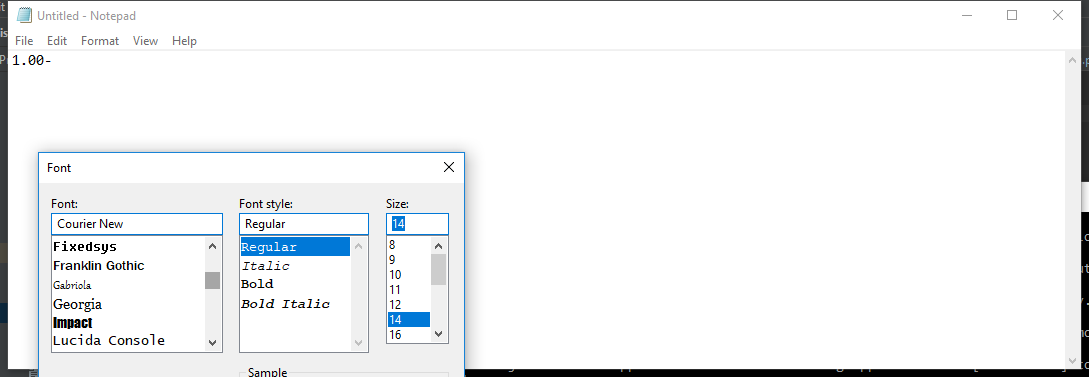 Untitled - Notepad
File Edit Format View Help
1.00-
Font
Font: Font style: Size:
Courier New Regular 14
Fixedsys Regular 8
Franklin Gothic Italic 9
Gabriola Bold 10
Georgia Bold Italic 11
Impact 12
Lucida Console 14
16
Sample